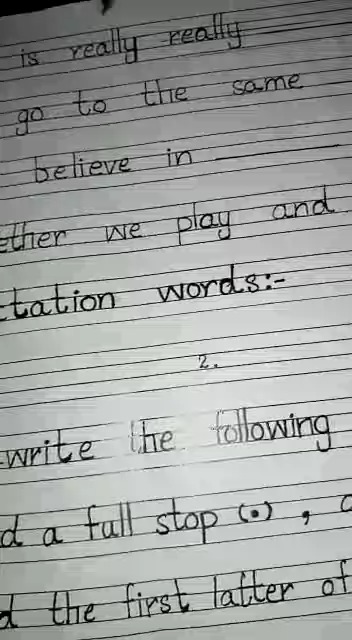 is really really
go to the same
believe in ______
ether we play and
tation words:-
2.
write the following
d a full stop (.) ,
d the first latter of